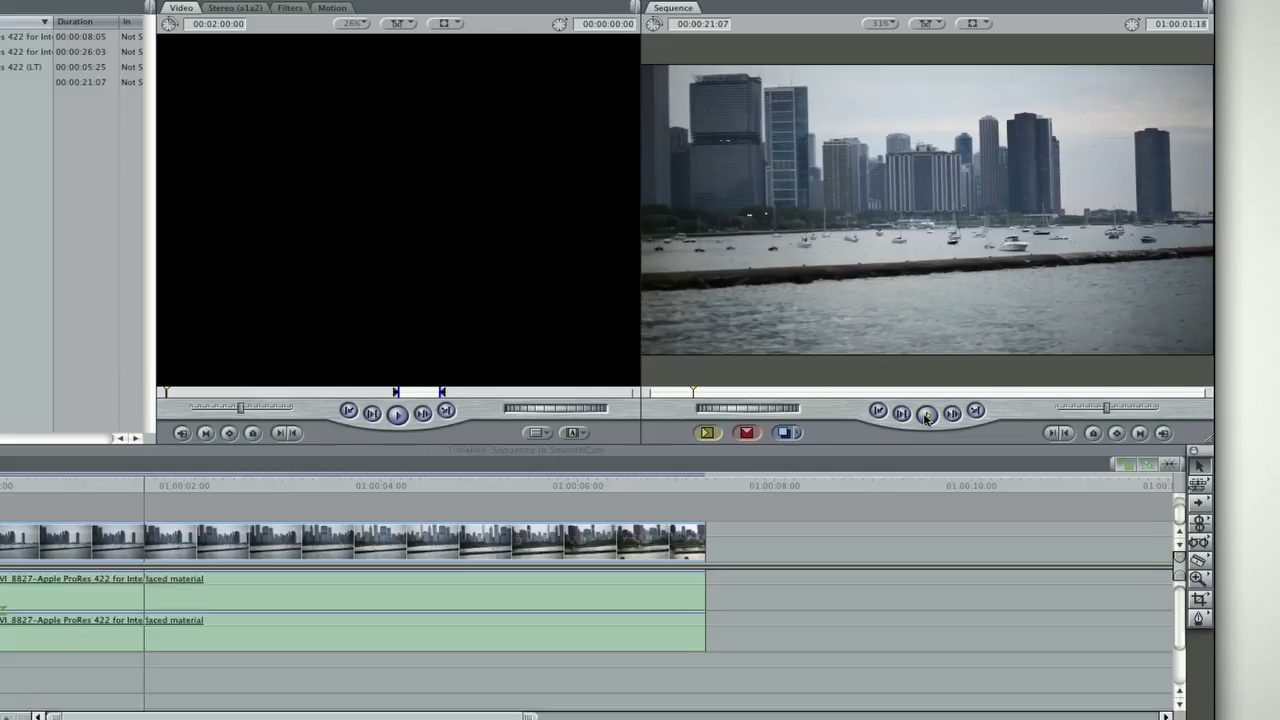 Video Stereo (a1a2) Filters Motion
Sequence
Duration In
00:02:00:00 26% 00:00:00:00
00:00:21:07 31% 01:00:01:18
s 422 for Int 00:00:08:05 Not S
s 422 for Int 00:00:26:03 Not S
s 422 (LT) 00:00:05:25 Not S
00:00:21:07 Not S
Timeline: Sequence in SmoothCam
:00 01:00:02:00 01:00:04:00 01:00:06:00 01:00:08:00 01:00:10:00 01:00:1
VI_8827-Apple ProRes 422 for Interlaced material
VI_8827-Apple ProRes 422 for Interlaced material